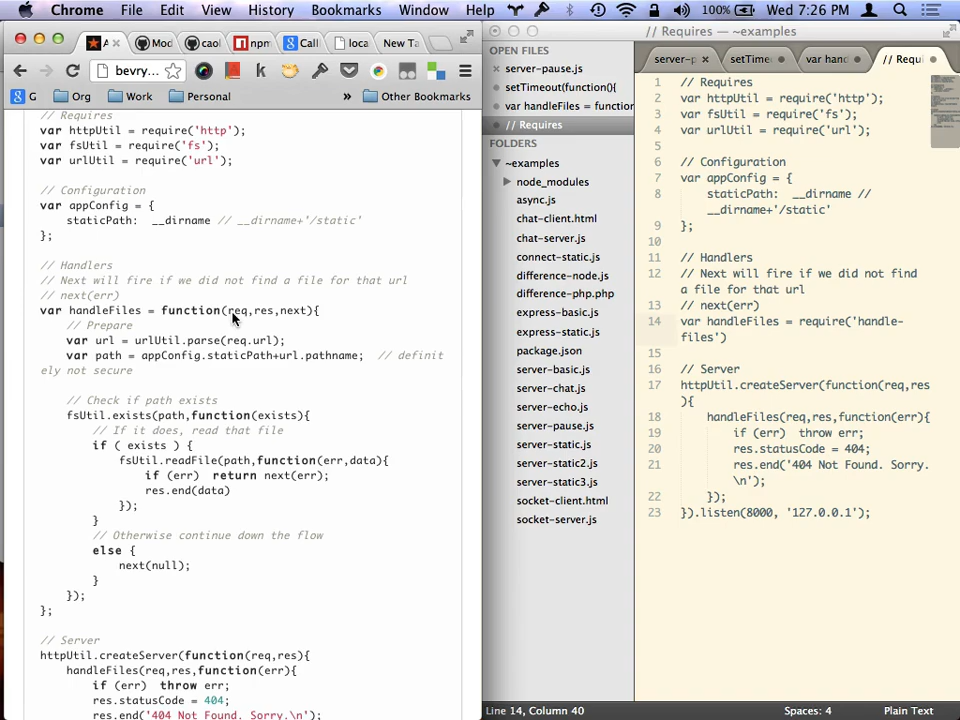 Chrome File Edit View History Bookmarks Window Help 100% Wed 7:26 PM
A Mod caol npm Call loca New Ta
bevry...
G Org Work Personal » Other Bookmarks
// Requires
var httpUtil = require('http');
var fsUtil = require('fs');
var urlUtil = require('url');
// Configuration
var appConfig = {
staticPath: __dirname // __dirname+'/static'
};
// Handlers
// Next will fire if we did not find a file for that url
// next(err)
var handleFiles = function(req,res,next){
// Prepare
var url = urlUtil.parse(req.url);
var path = appConfig.staticPath+url.pathname; // definit
ely not secure
// Check if path exists
fsUtil.exists(path,function(exists){
// If it does, read that file
if ( exists ) {
fsUtil.readFile(path,function(err,data){
if (err) return next(err);
res.end(data)
});
}
// Otherwise continue down the flow
else {
next(null);
}
});
};
// Server
httpUtil.createServer(function(req,res){
handleFiles(req,res,function(err){
if (err) throw err;
res.statusCode = 404;
res.end('404 Not Found. Sorry.\n');
// Requires — ~examples
OPEN FILES
server-pause.js
setTimeout(function(){
var handleFiles = function
// Requires
FOLDERS
~examples
node_modules
async.js
chat-client.html
chat-server.js
connect-static.js
difference-node.js
difference-php.php
express-basic.js
express-static.js
package.json
server-basic.js
server-chat.js
server-echo.js
server-pause.js
server-static.js
server-static2.js
server-static3.js
socket-client.html
socket-server.js
server-p setTime var hand // Requi
1 // Requires
2 var httpUtil = require('http');
3 var fsUtil = require('fs');
4 var urlUtil = require('url');
5
6 // Configuration
7 var appConfig = {
8 staticPath: __dirname //
__dirname+'/static'
9 };
10
11 // Handlers
12 // Next will fire if we did not find
a file for that url
13 // next(err)
14 var handleFiles = require('handle-
files')
15
16 // Server
17 httpUtil.createServer(function(req,res
){
18 handleFiles(req,res,function(err){
19 if (err) throw err;
20 res.statusCode = 404;
21 res.end('404 Not Found. Sorry.
\n');
22 });
23 }).listen(8000, '127.0.0.1');
Line 14, Column 40 Spaces: 4 Plain Text